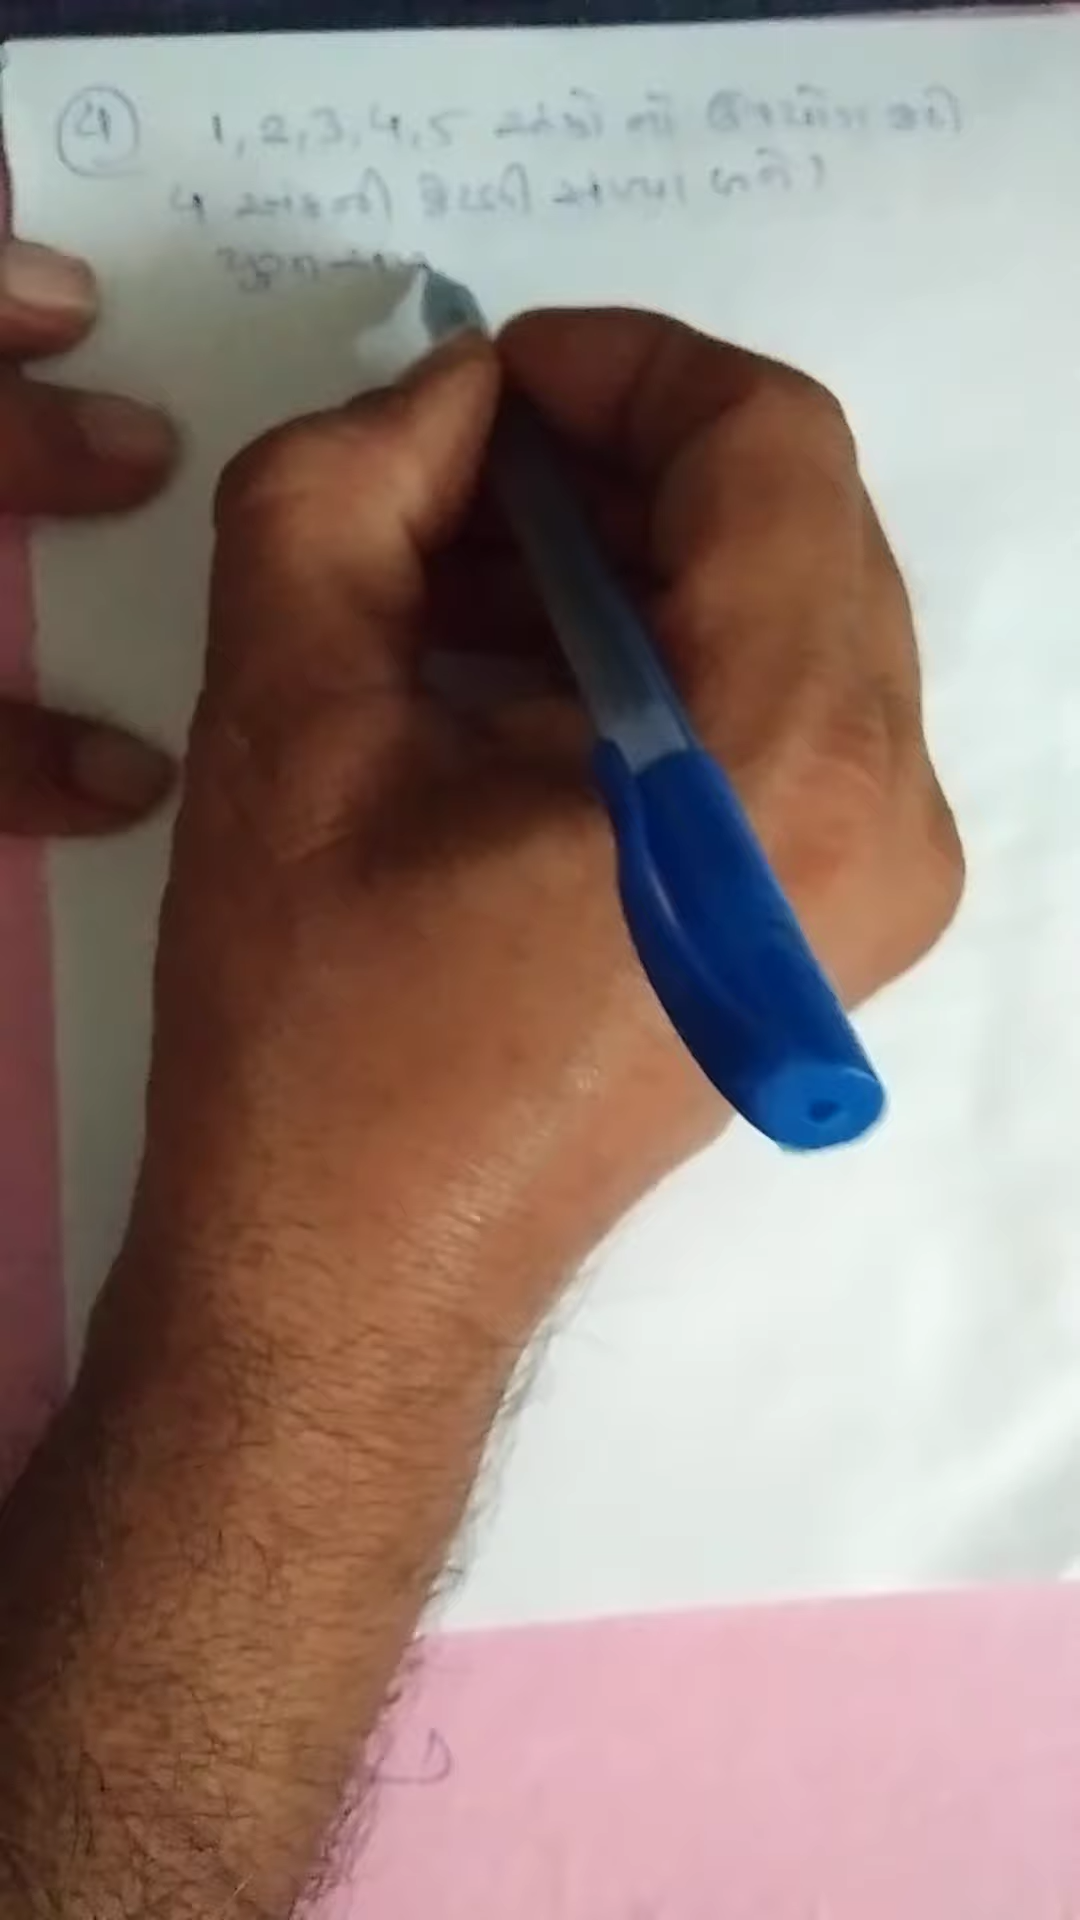 (4) 1, 2, 3, 4, 5 અંકો નો ઉપયોગ કરી
4 અંકની કેટલી સંખ્યા બને?